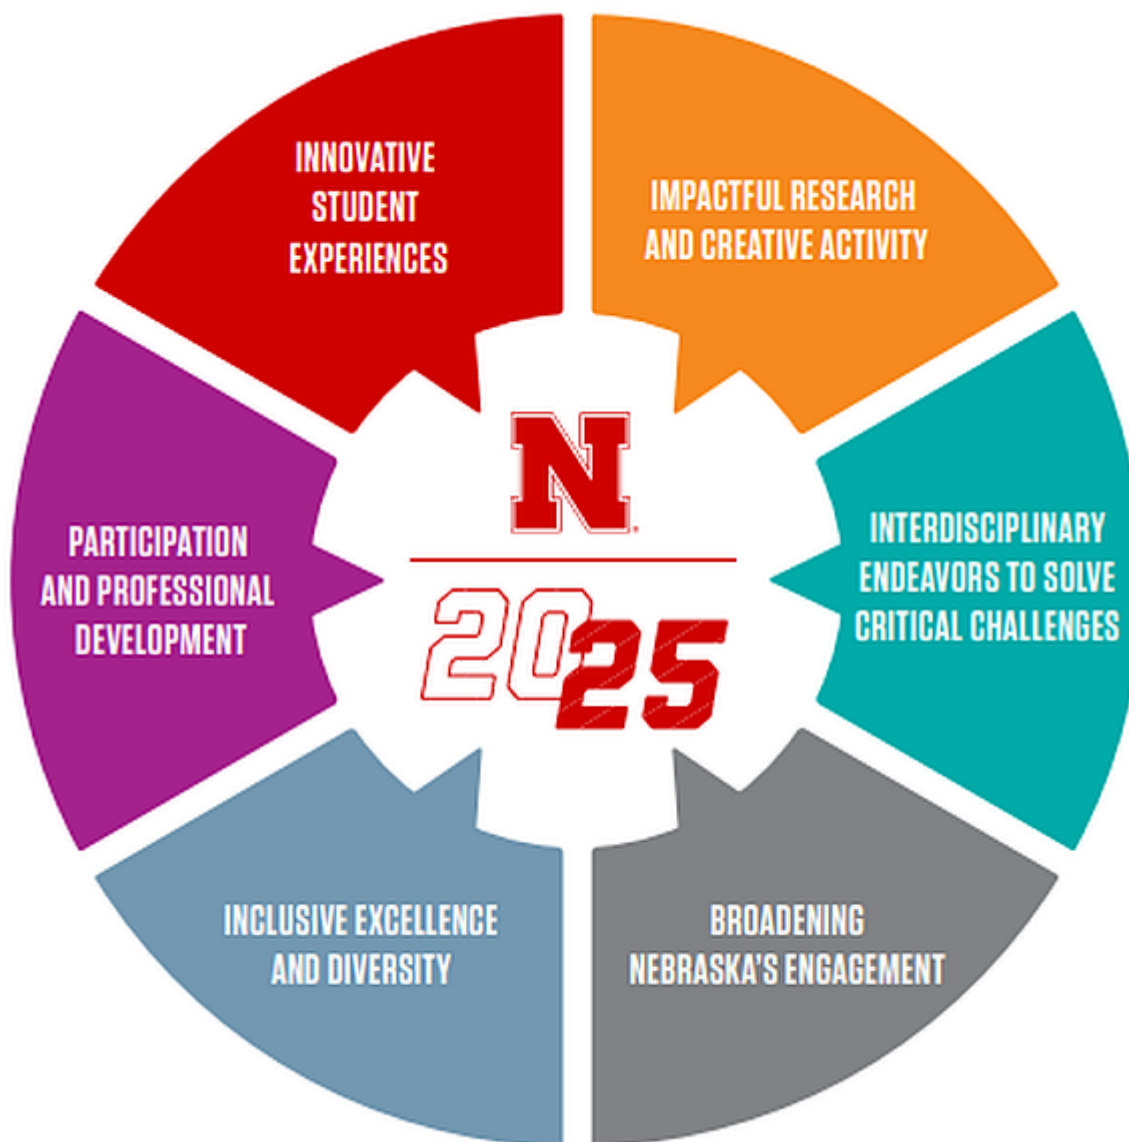 INNOVATIVE
STUDENT
EXPERIENCES
IMPACTFUL RESEARCH
AND CREATIVE ACTIVITY
INTERDISCIPLINARY
ENDEAVORS TO SOLVE
CRITICAL CHALLENGES
BROADENING
NEBRASKA'S ENGAGEMENT
INCLUSIVE EXCELLENCE
AND DIVERSITY
PARTICIPATION
AND PROFESSIONAL
DEVELOPMENT
N
2025